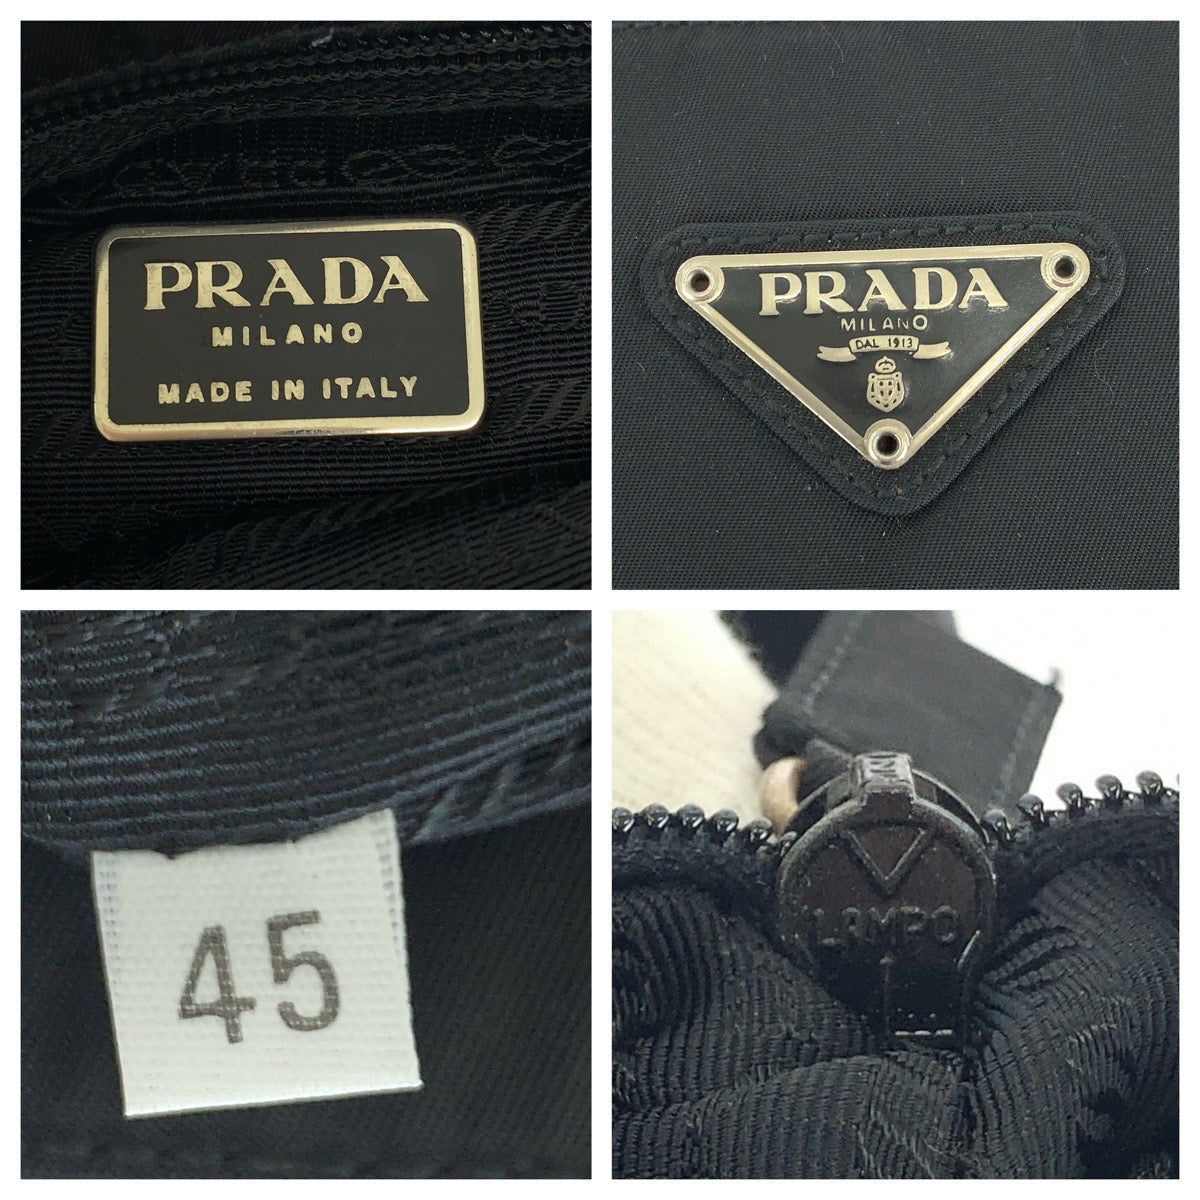 PRADA
MILANO
MADE IN ITALY
PRADA
MILANO
DAL 1913
45
LAMPO